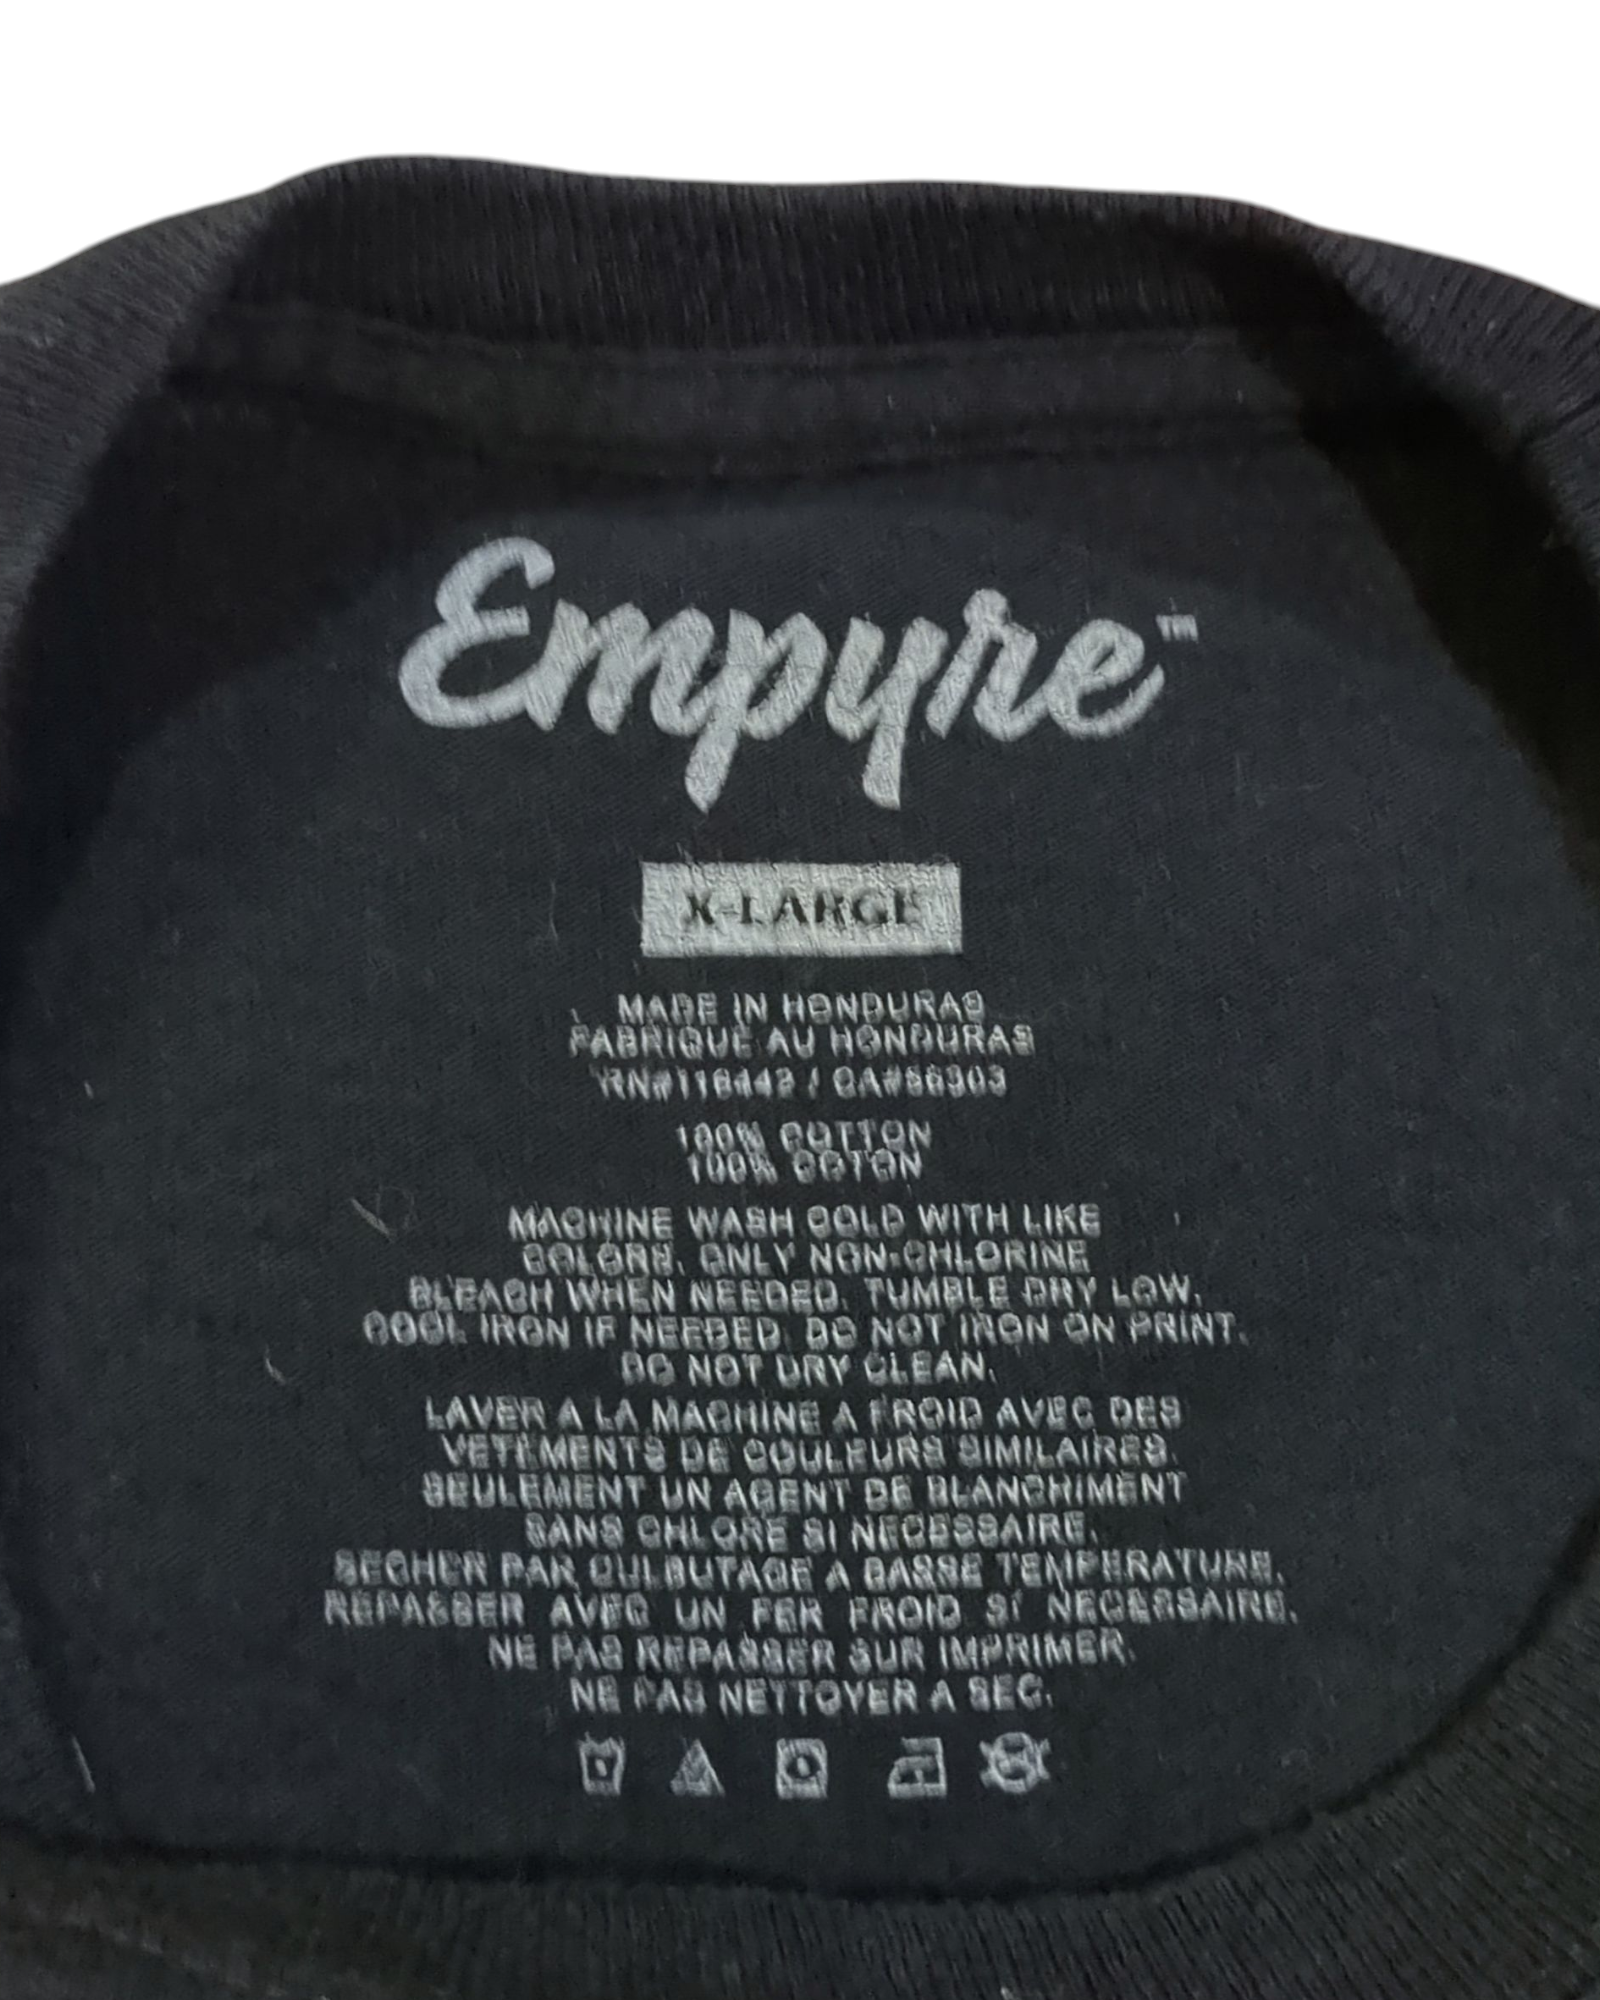 Empyre™
X-LARGE
MADE IN HONDURAS
FABRIQUE AU HONDURAS
RN#116442 / CA#56303
100% COTTON
100% COTON
MACHINE WASH COLD WITH LIKE
COLORS. ONLY NON-CHLORINE
BLEACH WHEN NEEDED. TUMBLE DRY LOW.
COOL IRON IF NEEDED. DO NOT IRON ON PRINT.
DO NOT DRY CLEAN.
LAVER A LA MACHINE A FROID AVEC DES
VETEMENTS DE COULEURS SIMILAIRES.
SEULEMENT UN AGENT DE BLANCHIMENT
SANS CHLORE SI NECESSAIRE.
SECHER PAR CULBUTAGE A BASSE TEMPERATURE.
REPASSER AVEC UN FER FROID SI NECESSAIRE.
NE PAS REPASSER SUR IMPRIMER.
NE PAS NETTOYER A SEC.